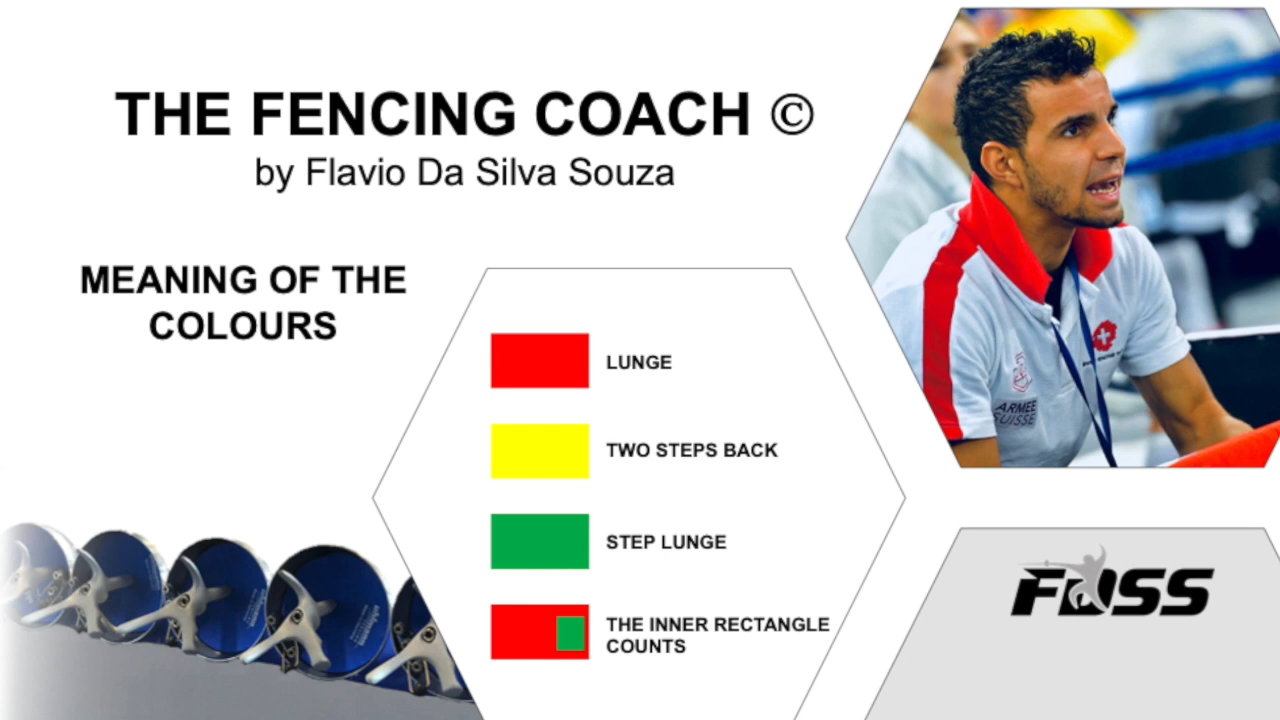 THE FENCING COACH ©
by Flavio Da Silva Souza
MEANING OF THE
COLOURS
LUNGE
TWO STEPS BACK
STEP LUNGE
THE INNER RECTANGLE
COUNTS
ARMEE
SUISSE
FDSS